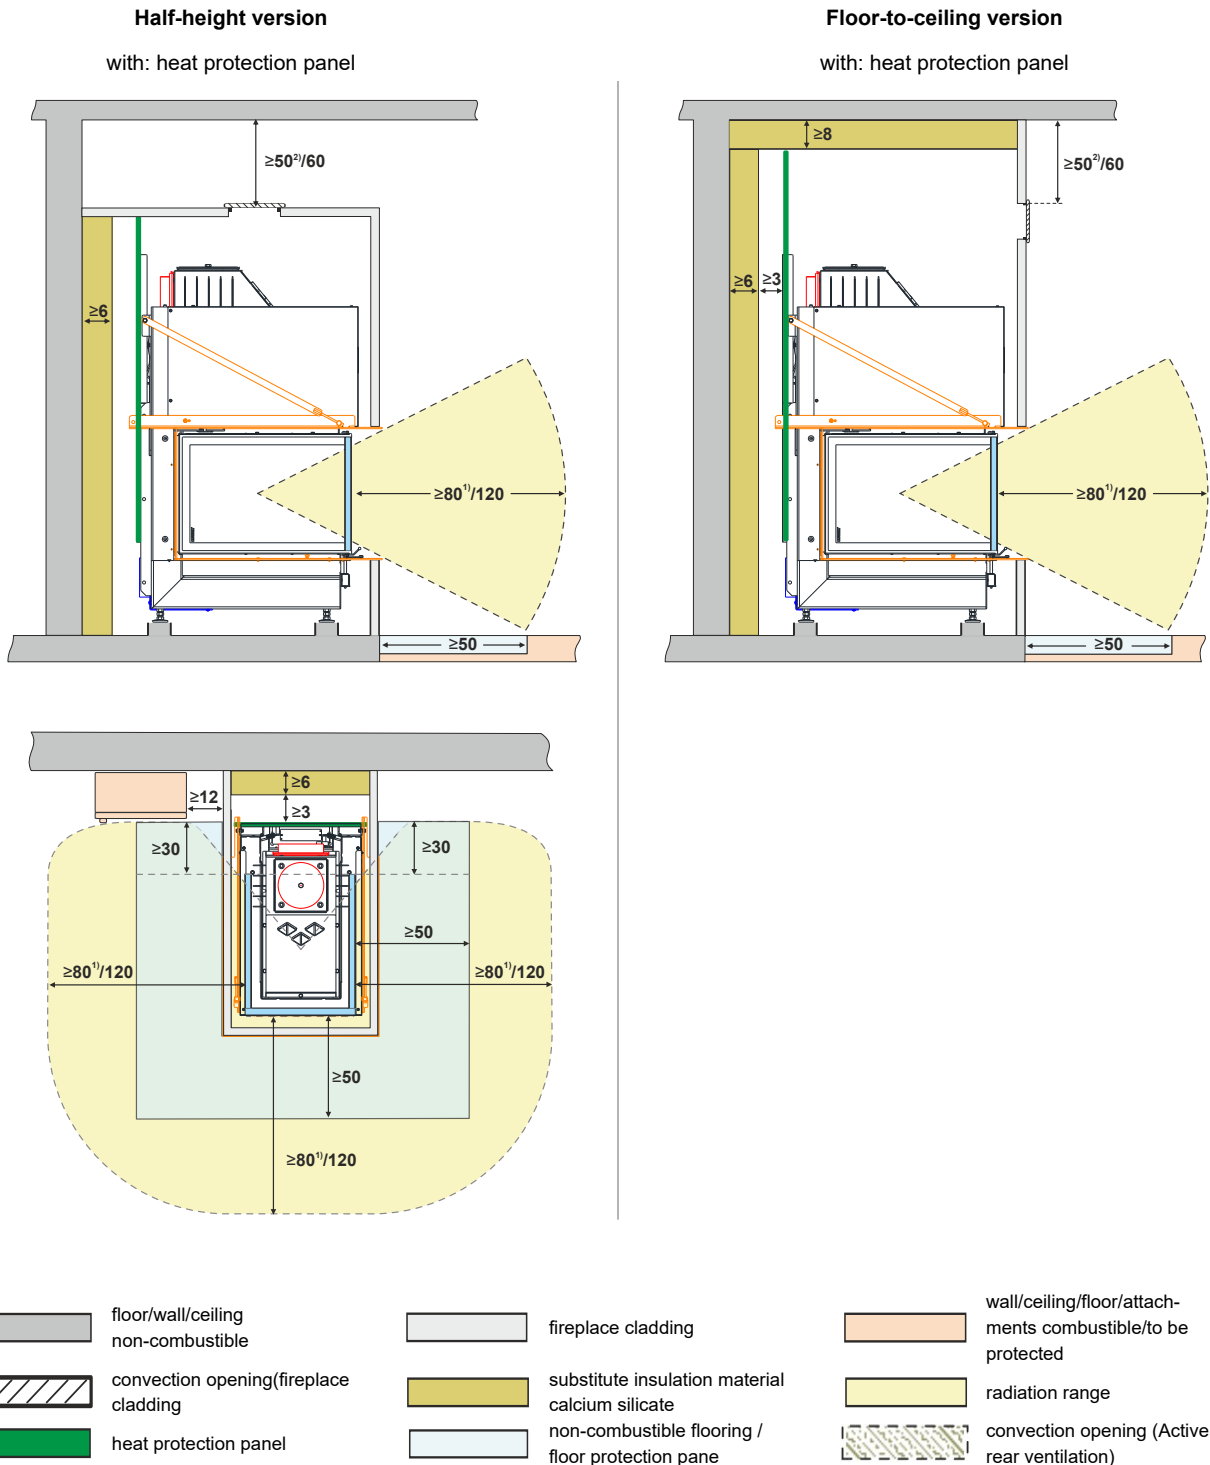 Half-height version
with: heat protection panel
Floor-to-ceiling version
with: heat protection panel
≥50²⁾/60
≥6
≥80¹⁾/120
≥50
≥8
≥50²⁾/60
≥6
≥3
≥80¹⁾/120
≥50
≥6
≥12
≥3
≥30
≥30
≥50
≥80¹⁾/120
≥80¹⁾/120
≥50
≥80¹⁾/120
floor/wall/ceiling
non-combustible
convection opening(fireplace
cladding
heat protection panel
fireplace cladding
substitute insulation material
calcium silicate
non-combustible flooring /
floor protection pane
wall/ceiling/floor/attach-
ments combustible/to be
protected
radiation range
convection opening (Active
rear ventilation)